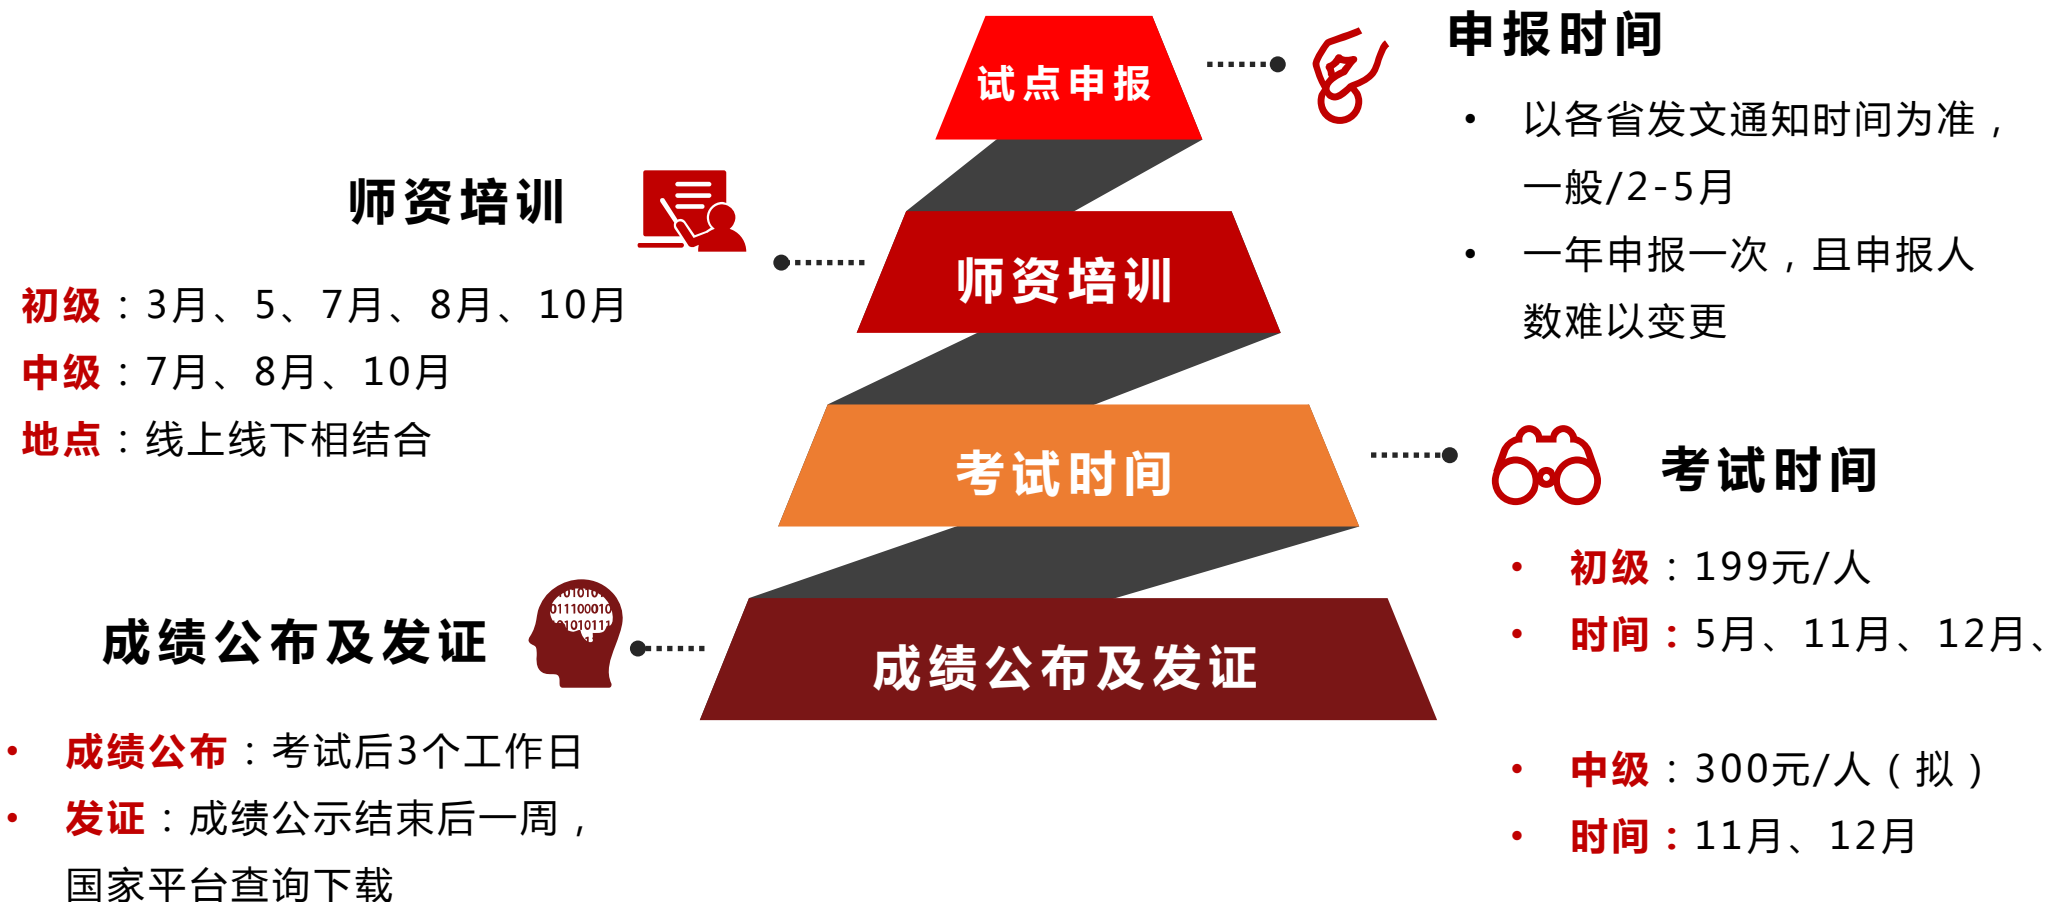 试点申报
申报时间
• 以各省发文通知时间为准，
一般/2-5月
• 一年申报一次，且申报人
数难以变更
师资培训
师资培训
初级：3月、5、7月、8月、10月
中级：7月、8月、10月
地点：线上线下相结合
考试时间
考试时间
• 初级：199元/人
• 时间：5月、11月、12月、
• 中级：300元/人（拟）
• 时间：11月、12月
成绩公布及发证
成绩公布及发证
• 成绩公布：考试后3个工作日
• 发证：成绩公示结束后一周，
国家平台查询下载